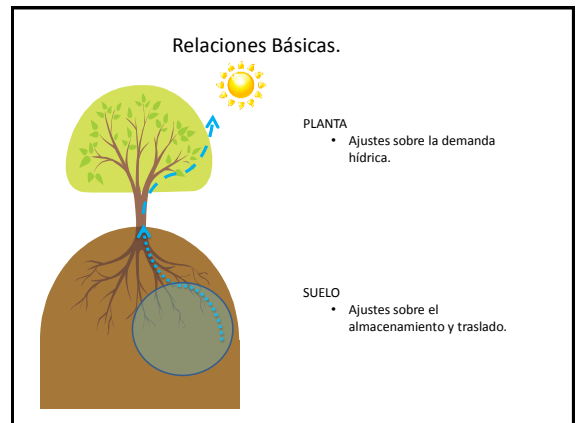 Relaciones Básicas.
PLANTA
• Ajustes sobre la demanda
hídrica.
SUELO
• Ajustes sobre el
almacenamiento y traslado.